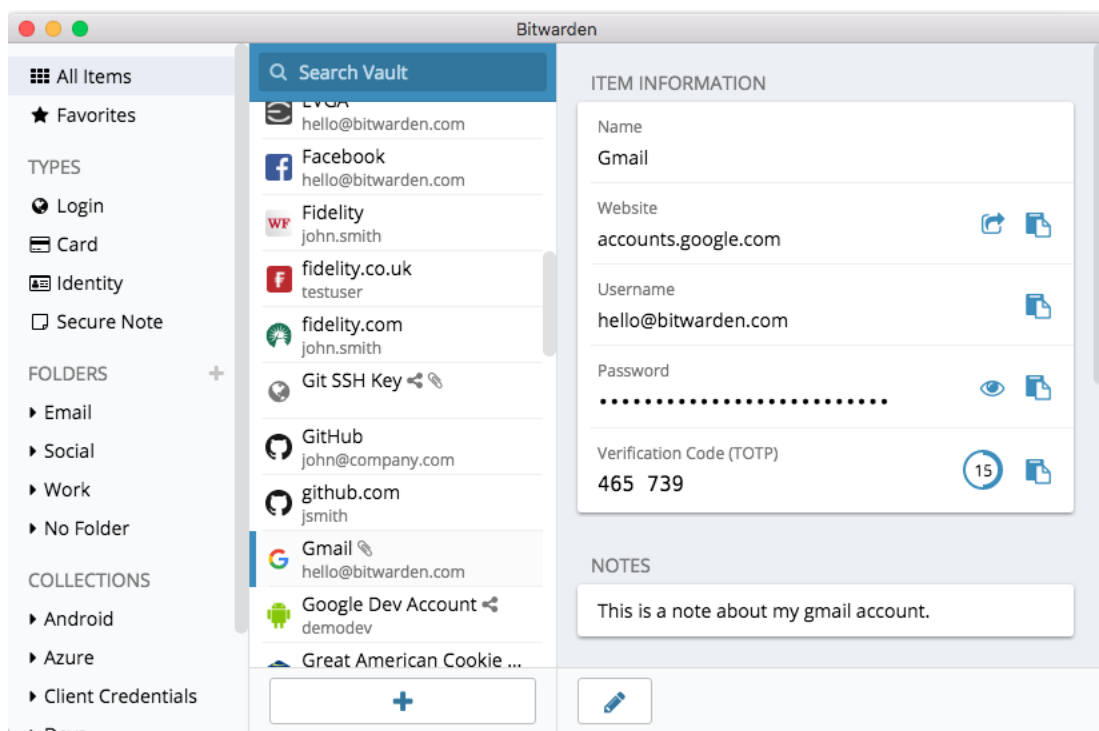 Bitwarden
All Items
Favorites
TYPES
Login
Card
Identity
Secure Note
FOLDERS
Email
Social
Work
No Folder
COLLECTIONS
Android
Azure
Client Credentials
Search Vault
EVGA
hello@bitwarden.com
Facebook
hello@bitwarden.com
WF
Fidelity
john.smith
fidelity.co.uk
testuser
fidelity.com
john.smith
Git SSH Key
GitHub
john@company.com
github.com
jsmith
Gmail
hello@bitwarden.com
Google Dev Account
demodev
Great American Cookie ...
ITEM INFORMATION
Name
Gmail
Website
accounts.google.com
Username
hello@bitwarden.com
Password
••••••••••••••••••••••••••
Verification Code (TOTP)
465 739
15
NOTES
This is a note about my gmail account.